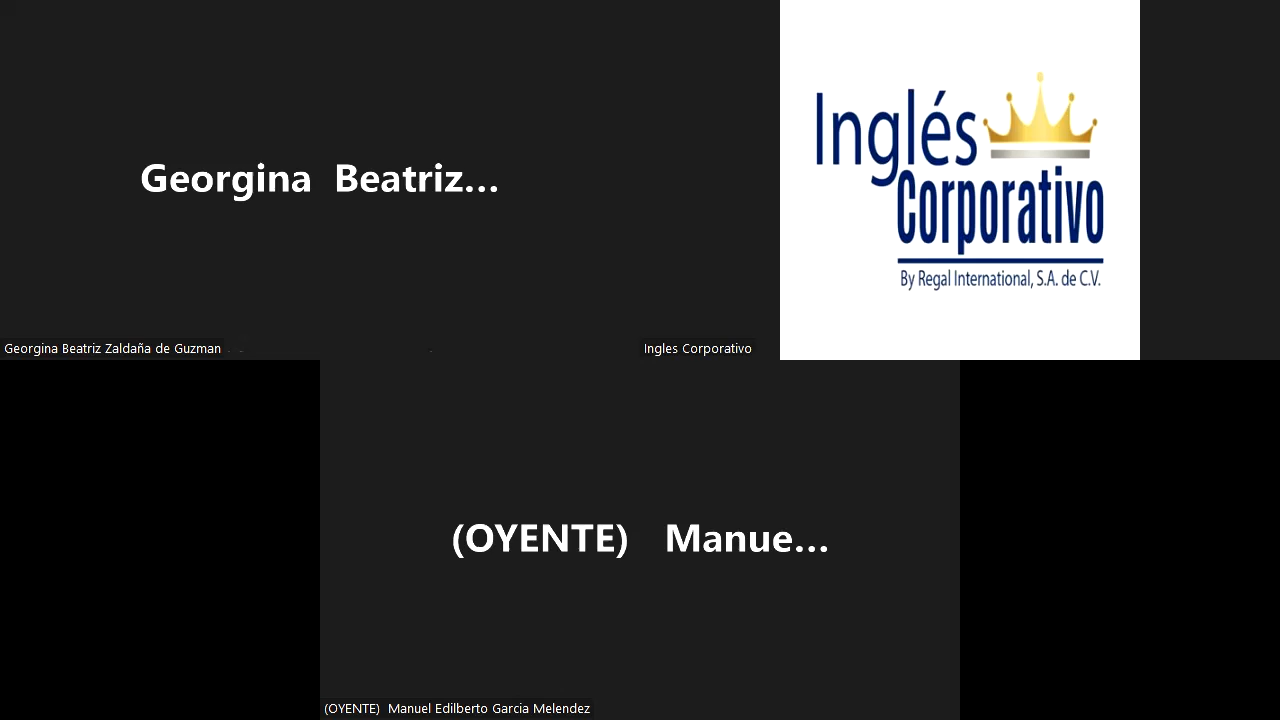 Georgina Beatriz...
Georgina Beatriz Zaldaña de Guzman
Inglés
Corporativo
By Regal International, S.A. de C.V.
Ingles Corporativo
(OYENTE) Manue...
(OYENTE) Manuel Edilberto Garcia Melendez